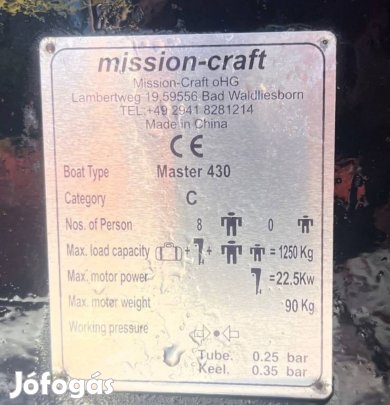 mission-craft
Mission-Craft oHG
Lambertweg 19,59556 Bad Waldliesborn
TEL:+49 2941 8281214
Made in China
CE
Boat Type Master 430
Category C
Nos. of Person 8 0
Max. load capacity + + = 1250 Kg
Max. motor power =22.5Kw
Max. motor weight 90 Kg
Working pressure
Tube. 0.25 bar
Keel. 0.35 bar
Jófogás